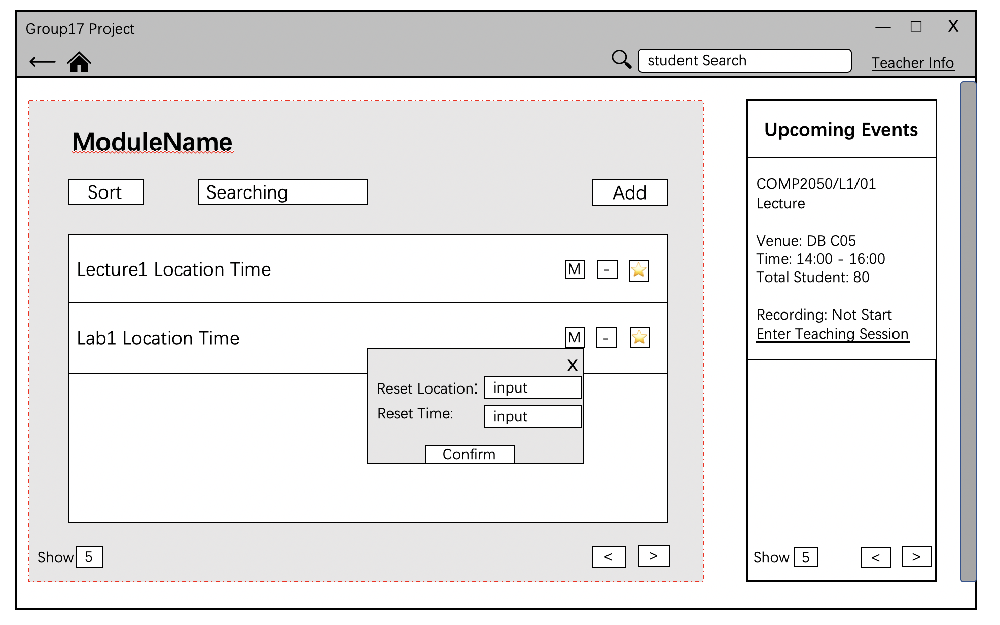 Group17 Project
— □ X
student Search
Teacher Info
ModuleName
Sort
Searching
Add
Lecture1 Location Time
M
-
Lab1 Location Time
M
-
X
Reset Location:
input
Reset Time:
input
Confirm
Show 5
<
>
Upcoming Events
COMP2050/L1/01
Lecture
Venue: DB C05
Time: 14:00 - 16:00
Total Student: 80
Recording: Not Start
Enter Teaching Session
Show 5
<
>